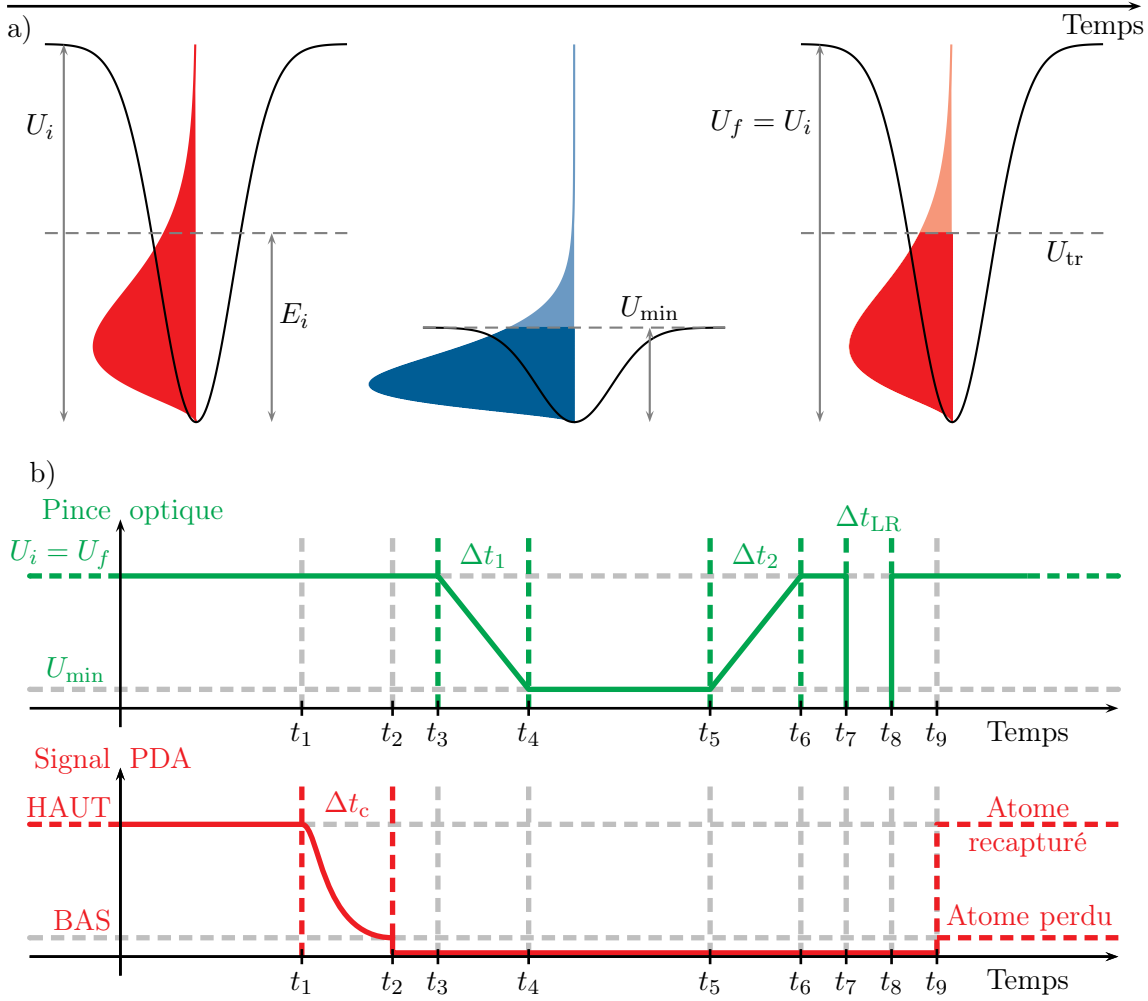 Temps
a)
U_i
E_i
U_min
U_f = U_i
U_tr
b)
Pince optique
Δt_LR
U_i = U_f
Δt_1
Δt_2
U_min
t_1 t_2 t_3 t_4 t_5 t_6 t_7 t_8 t_9 Temps
Signal PDA
HAUT
Δt_c
Atome
recapturé
BAS
Atome perdu
t_1 t_2 t_3 t_4 t_5 t_6 t_7 t_8 t_9 Temps